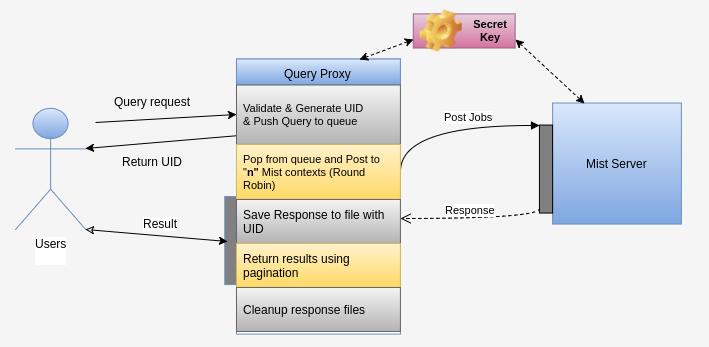 Secret
Key
Query Proxy
Query request
Validate & Generate UID
& Push Query to queue
Post Jobs
Return UID
Pop from queue and Post to
"n" Mist contexts (Round
Robin)
Mist Server
Result
Save Response to file with
UID
Response
Users
Return results using
pagination
Cleanup response files